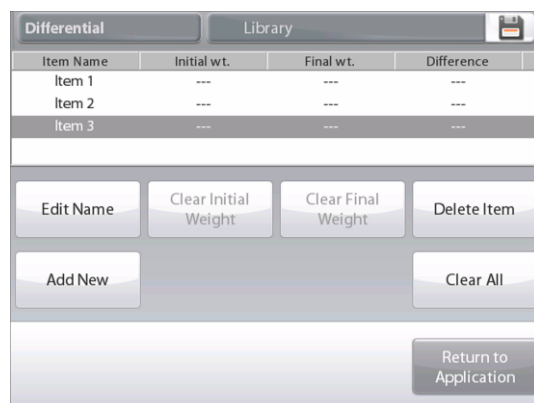 Differential Library
Item Name Initial wt. Final wt. Difference
Item 1 --- --- ---
Item 2 --- --- ---
Item 3 --- --- ---
Edit Name
Clear Initial
Weight
Clear Final
Weight
Delete Item
Add New
Clear All
Return to
Application